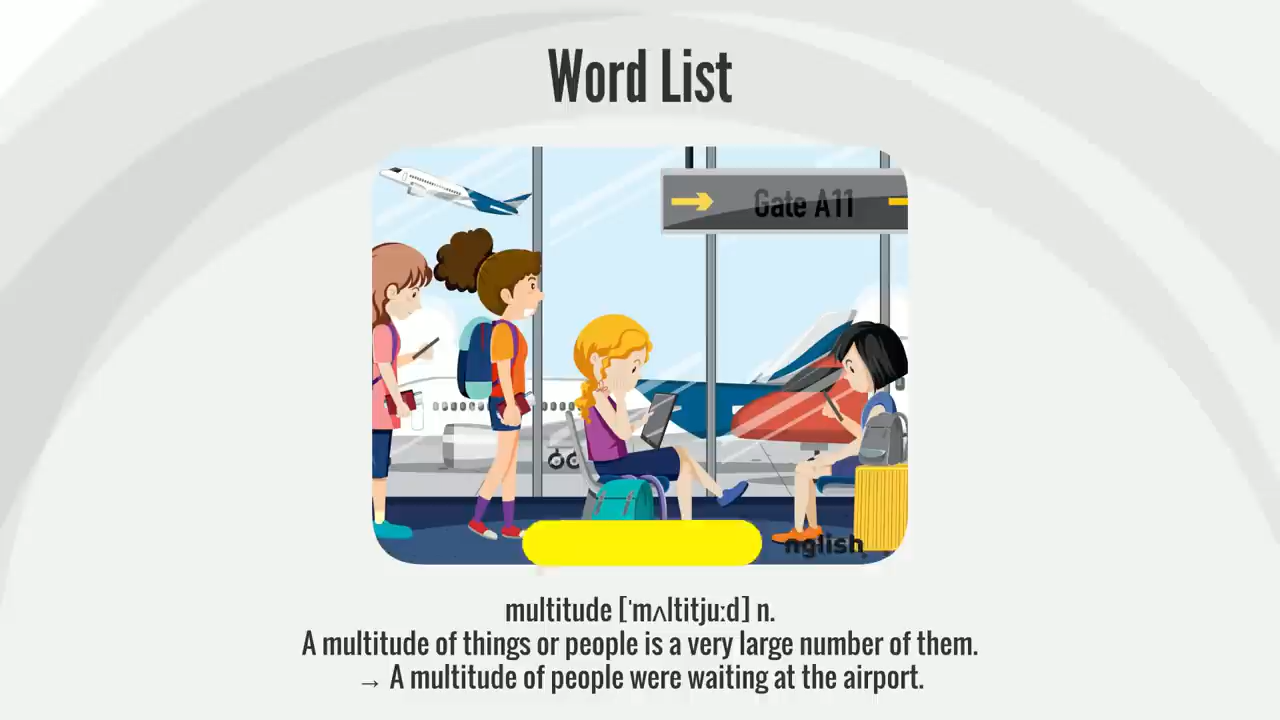 Word List
Gate A11
nglish
multitude [ˈmʌltitjuːd] n.
A multitude of things or people is a very large number of them.
→ A multitude of people were waiting at the airport.